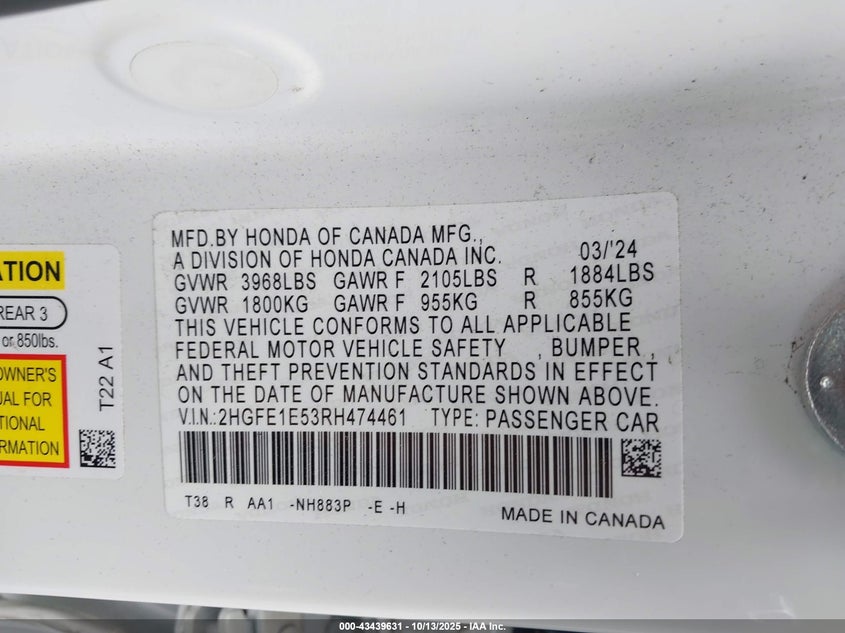 ATION
REAR 3
or 850lbs.
OWNER'S
UAL FOR
TIONAL
ORMATION
T22 A1
MFD.BY HONDA OF CANADA MFG.,
A DIVISION OF HONDA CANADA INC. 03/'24
GVWR 3968LBS GAWR F 2105LBS R 1884LBS
GVWR 1800KG GAWR F 955KG R 855KG
THIS VEHICLE CONFORMS TO ALL APPLICABLE
FEDERAL MOTOR VEHICLE SAFETY , BUMPER ,
AND THEFT PREVENTION STANDARDS IN EFFECT
ON THE DATE OF MANUFACTURE SHOWN ABOVE.
V.I.N.:2HGFE1E53RH474461 TYPE: PASSENGER CAR
T38 R AA1 -NH883P -E -H
MADE IN CANADA
000-43439631 - 10/13/2025 - IAA Inc.